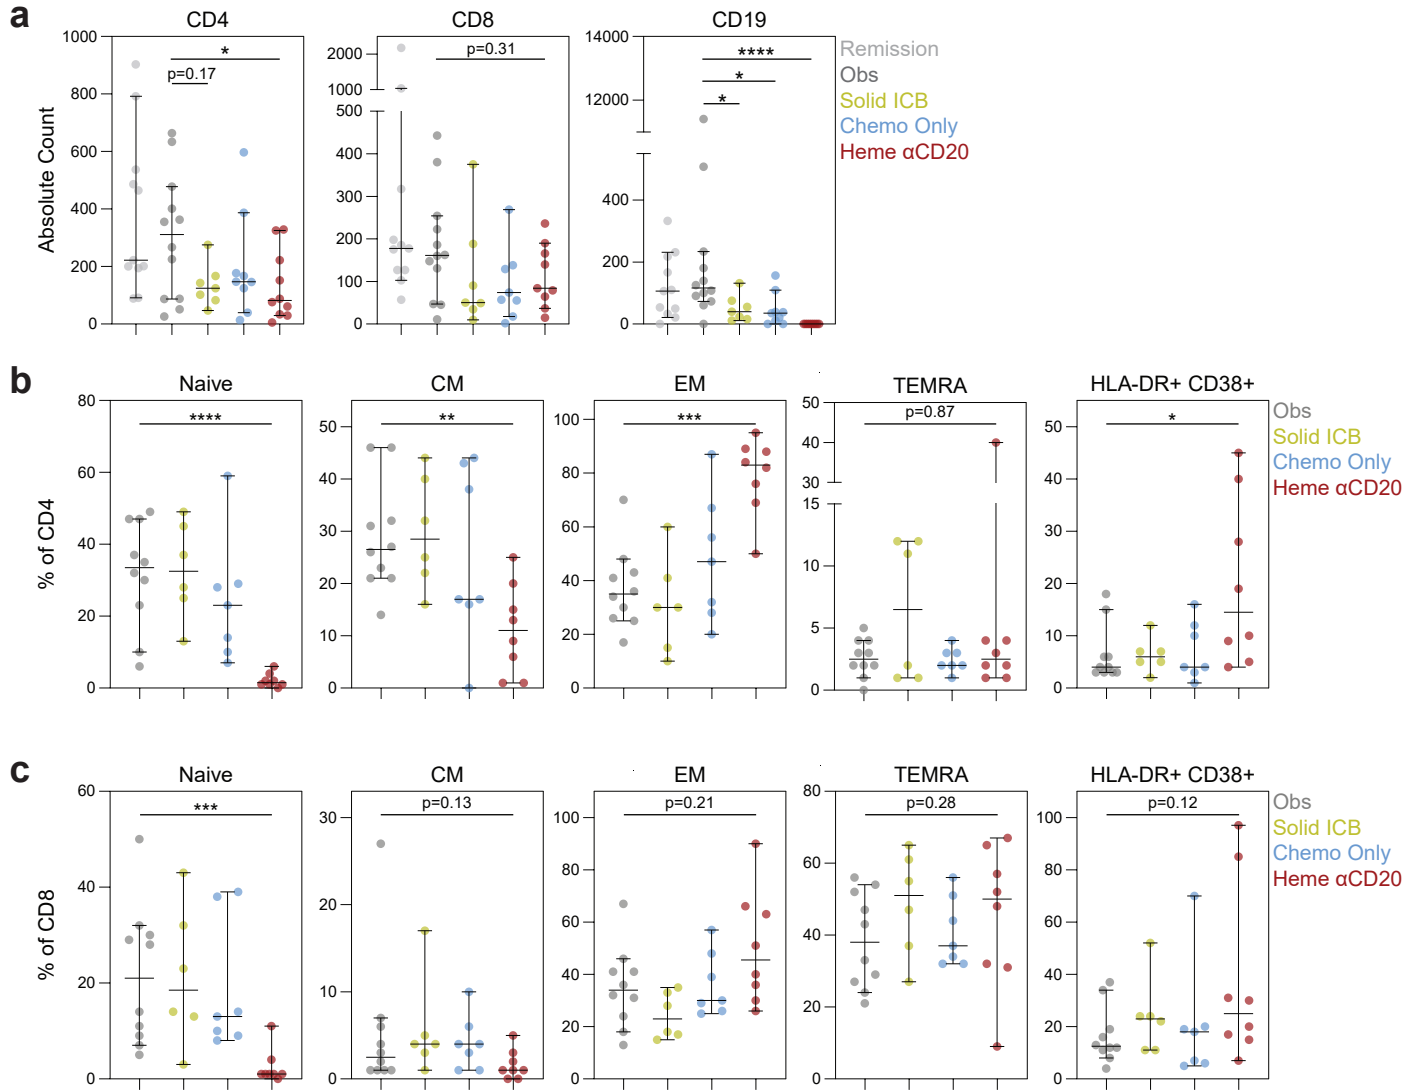 a
CD4
CD8
CD19
Absolute Count
1000
800
600
400
200
0
*
p=0.17
2000
1000
500
400
300
200
100
0
p=0.31
14000
12000
400
200
0
****
*
*
Remission
Obs
Solid ICB
Chemo Only
Heme αCD20
b
Naive
CM
EM
TEMRA
HLA-DR+ CD38+
% of CD4
80
60
40
20
0
****
50
40
30
20
10
0
**
100
80
60
40
20
0
***
50
40
30
15
10
5
0
p=0.87
50
40
30
20
10
0
*
Obs
Solid ICB
Chemo Only
Heme αCD20
c
Naive
CM
EM
TEMRA
HLA-DR+ CD38+
% of CD8
60
40
20
0
***
30
20
10
0
p=0.13
100
80
60
40
20
0
p=0.21
80
60
40
20
0
p=0.28
100
80
60
40
20
0
p=0.12
Obs
Solid ICB
Chemo Only
Heme αCD20